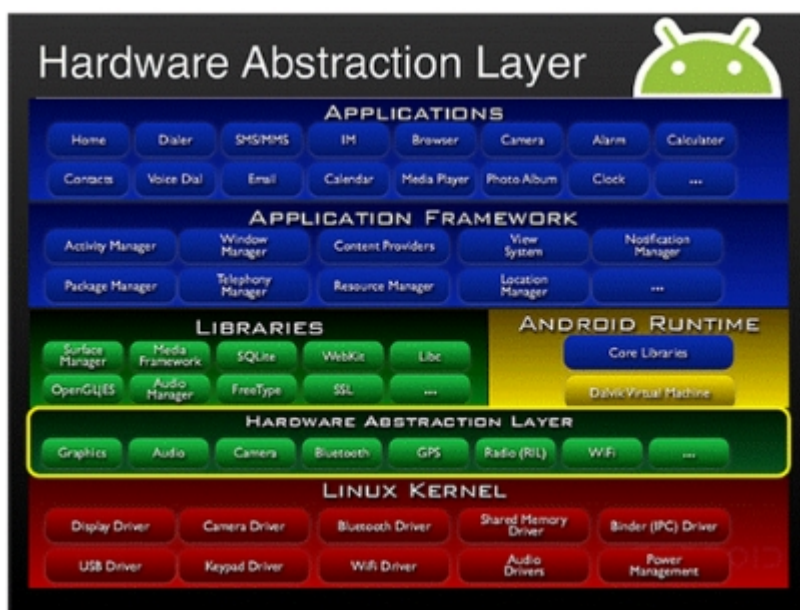 Hardware Abstraction Layer
APPLICATIONS
Home Dialer SMS/MMS IM Browser Camera Alarm Calculator
Contacts Voice Dial Email Calendar Media Player Photo Album Clock ...
APPLICATION FRAMEWORK
Activity Manager Window Manager Content Providers View System Notification Manager
Package Manager Telephony Manager Resource Manager Location Manager ...
LIBRARIES
Surface Manager Media Framework SQLite WebKit Libc
OpenGL|ES Audio Manager FreeType SSL ...
ANDROID RUNTIME
Core Libraries
Dalvik Virtual Machine
HARDWARE ABSTRACTION LAYER
Graphics Audio Camera Bluetooth GPS Radio (RIL) WiFi ...
LINUX KERNEL
Display Driver Camera Driver Bluetooth Driver Shared Memory Driver Binder (IPC) Driver
USB Driver Keypad Driver WiFi Driver Audio Drivers Power Management